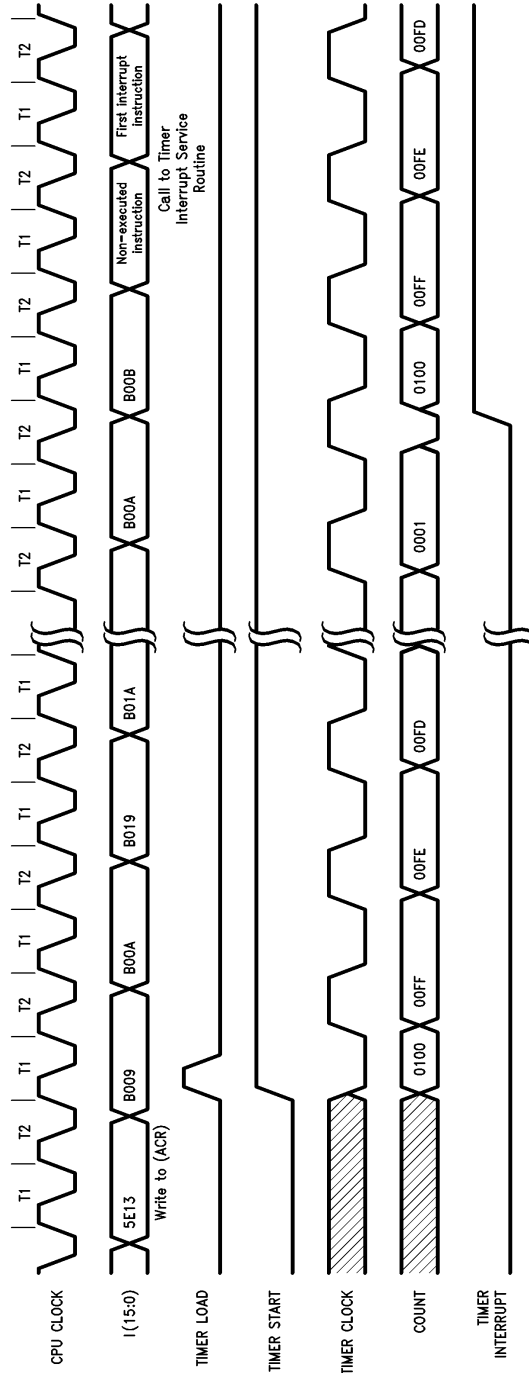 T1
T2
T1
T2
T1
T2
T1
T2
T1
T2
T1
T2
T1
T2
T1
T2
T1
T2
CPU CLOCK
I(15:0)
5E13
B009
B00A
B019
B01A
B00A
B00B
Non-executed
instruction
First interrupt
instruction
Write to (ACR)
Call to Timer
Interrupt Service
Routine
TIMER LOAD
TIMER START
TIMER CLOCK
COUNT
0100
00FF
00FE
00FD
0001
0100
00FF
00FE
00FD
TIMER
INTERRUPT